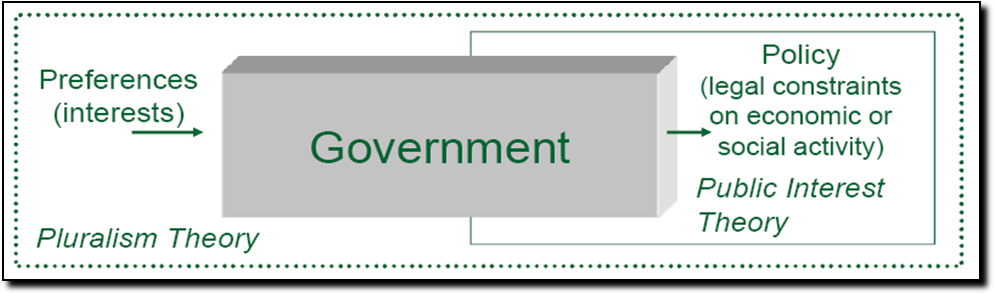 Preferences
(interests)
Government
Policy
(legal constraints
on economic or
social activity)
Public Interest
Theory
Pluralism Theory